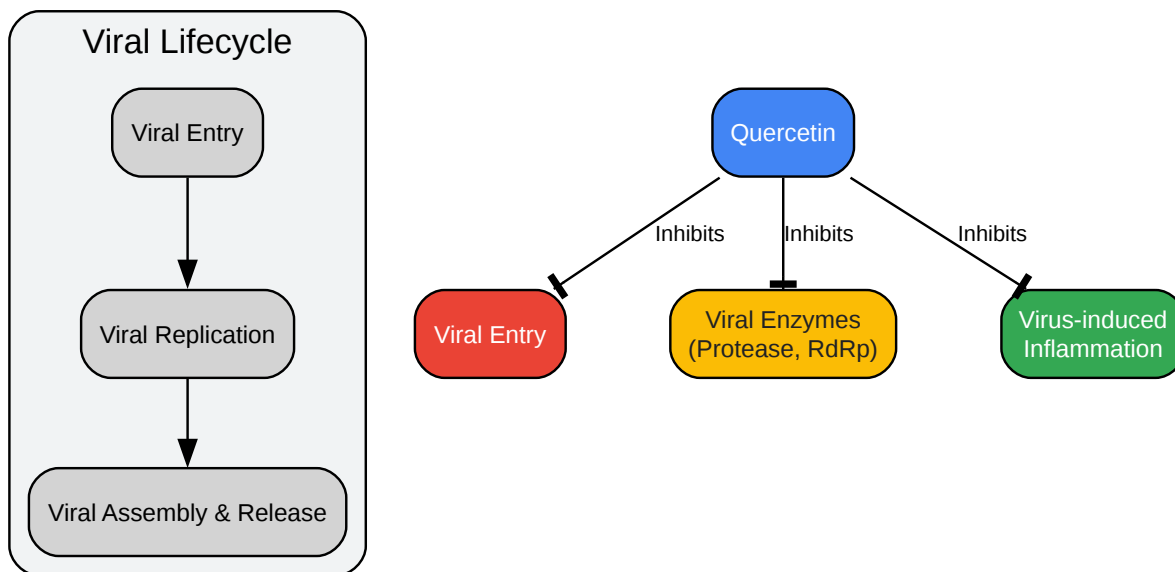 Viral Lifecycle
Viral Entry
Viral Replication
Viral Assembly & Release
Quercetin
Inhibits
Inhibits
Inhibits
Viral Entry
Viral Enzymes
(Protease, RdRp)
Virus-induced
Inflammation